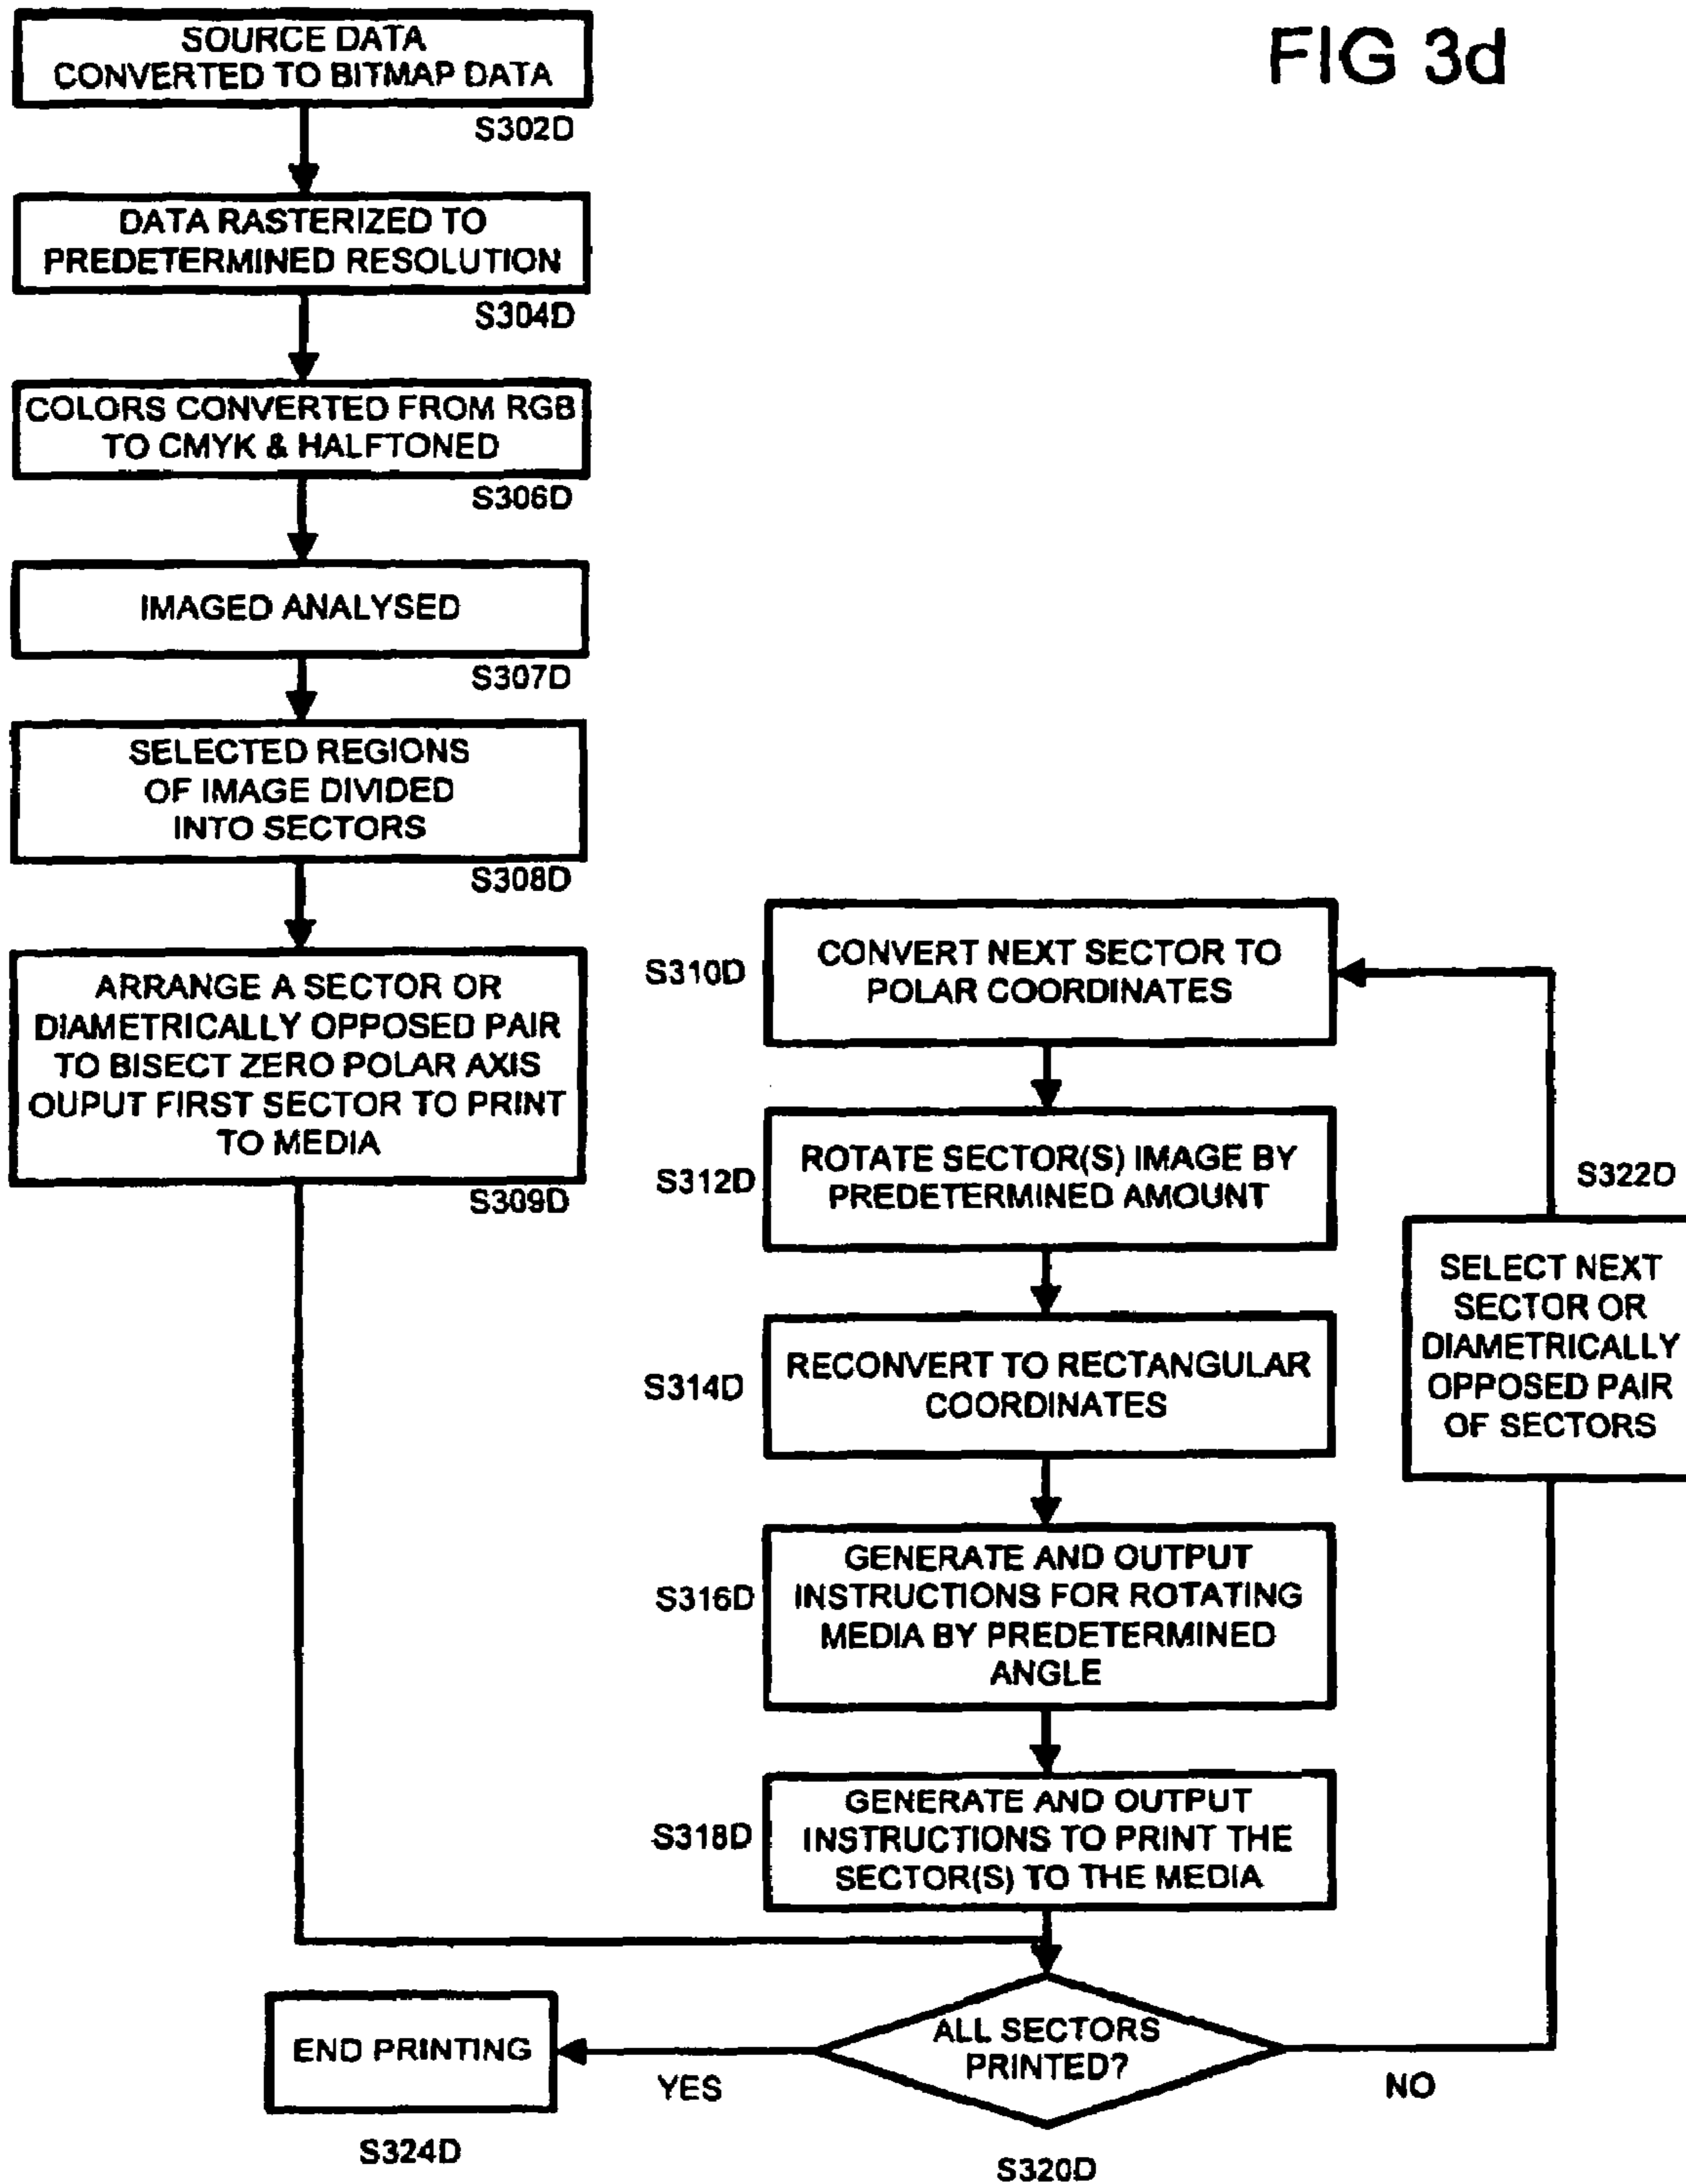 FIG 3d
SOURCE DATA
CONVERTED TO BITMAP DATA
S302D
DATA RASTERIZED TO
PREDETERMINED RESOLUTION
S304D
COLORS CONVERTED FROM RGB
TO CMYK & HALFTONED
S306D
IMAGED ANALYSED
S307D
SELECTED REGIONS
OF IMAGE DIVIDED
INTO SECTORS
S308D
ARRANGE A SECTOR OR
DIAMETRICALLY OPPOSED PAIR
TO BISECT ZERO POLAR AXIS
OUPUT FIRST SECTOR TO PRINT
TO MEDIA
S309D
S310D
CONVERT NEXT SECTOR TO
POLAR COORDINATES
S312D
ROTATE SECTOR(S) IMAGE BY
PREDETERMINED AMOUNT
S314D
RECONVERT TO RECTANGULAR
COORDINATES
S316D
GENERATE AND OUTPUT
INSTRUCTIONS FOR ROTATING
MEDIA BY PREDETERMINED
ANGLE
S318D
GENERATE AND OUTPUT
INSTRUCTIONS TO PRINT THE
SECTOR(S) TO THE MEDIA
ALL SECTORS
PRINTED?
S320D
NO
S322D
SELECT NEXT
SECTOR OR
DIAMETRICALLY
OPPOSED PAIR
OF SECTORS
YES
END PRINTING
S324D